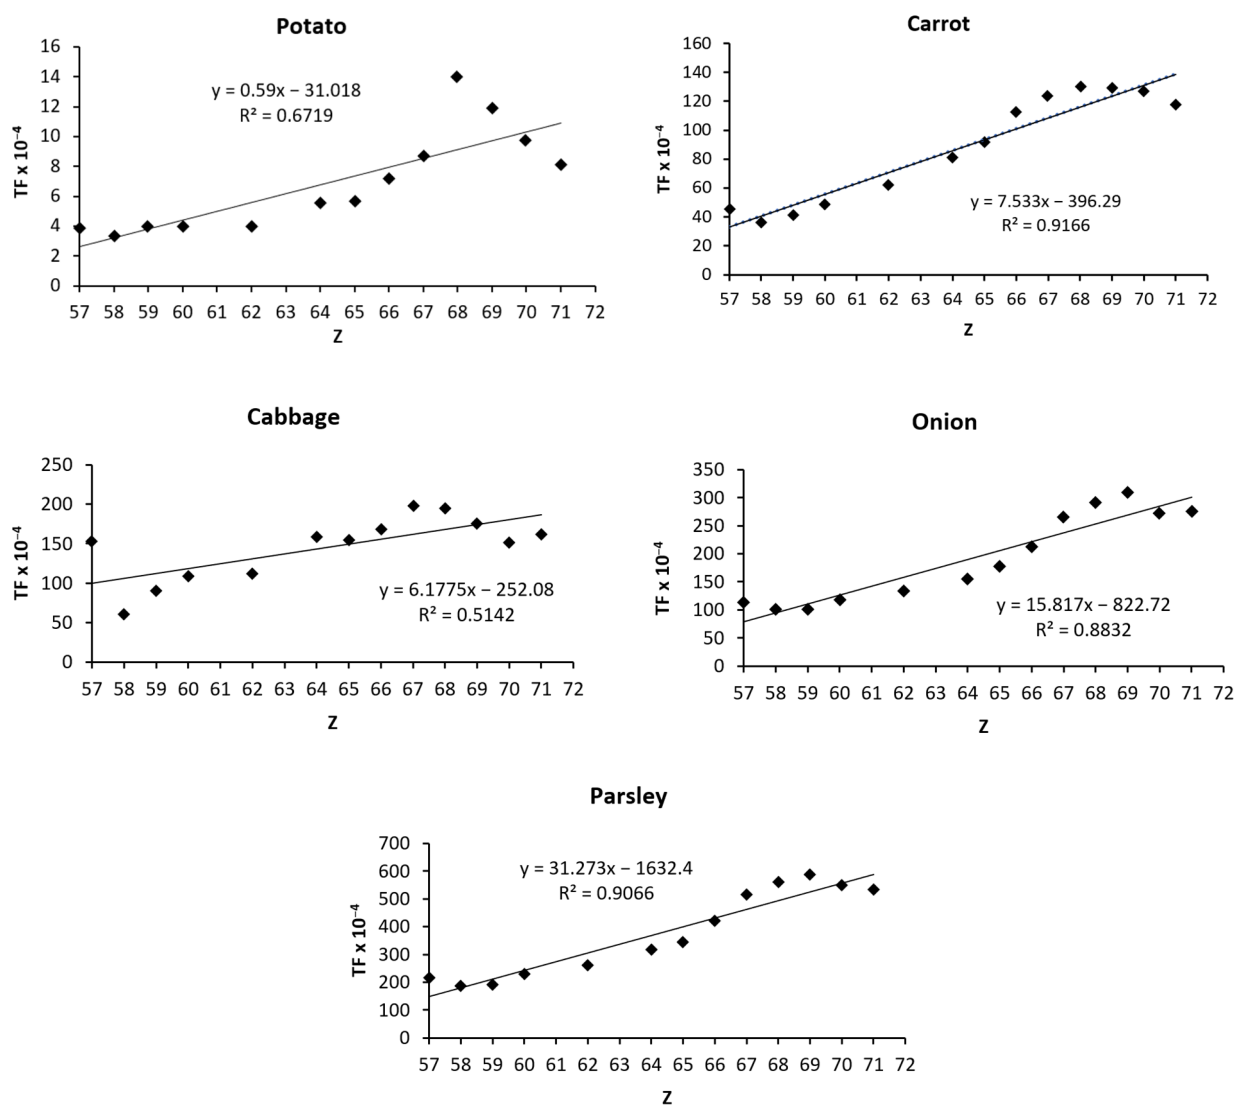 Potato
16
14
12
10
8
6
4
2
0
TF x 10⁻⁴
y = 0.59x − 31.018
R² = 0.6719
57 58 59 60 61 62 63 64 65 66 67 68 69 70 71 72
Z
Carrot
160
140
120
100
80
60
40
20
0
TF x 10⁻⁴
y = 7.533x − 396.29
R² = 0.9166
57 58 59 60 61 62 63 64 65 66 67 68 69 70 71 72
Z
Cabbage
250
200
150
100
50
0
TF x 10⁻⁴
y = 6.1775x − 252.08
R² = 0.5142
57 58 59 60 61 62 63 64 65 66 67 68 69 70 71 72
Z
Onion
350
300
250
200
150
100
50
0
TF x 10⁻⁴
y = 15.817x − 822.72
R² = 0.8832
57 58 59 60 61 62 63 64 65 66 67 68 69 70 71 72
Z
Parsley
700
600
500
400
300
200
100
0
TF x 10⁻⁴
y = 31.273x − 1632.4
R² = 0.9066
57 58 59 60 61 62 63 64 65 66 67 68 69 70 71 72
Z